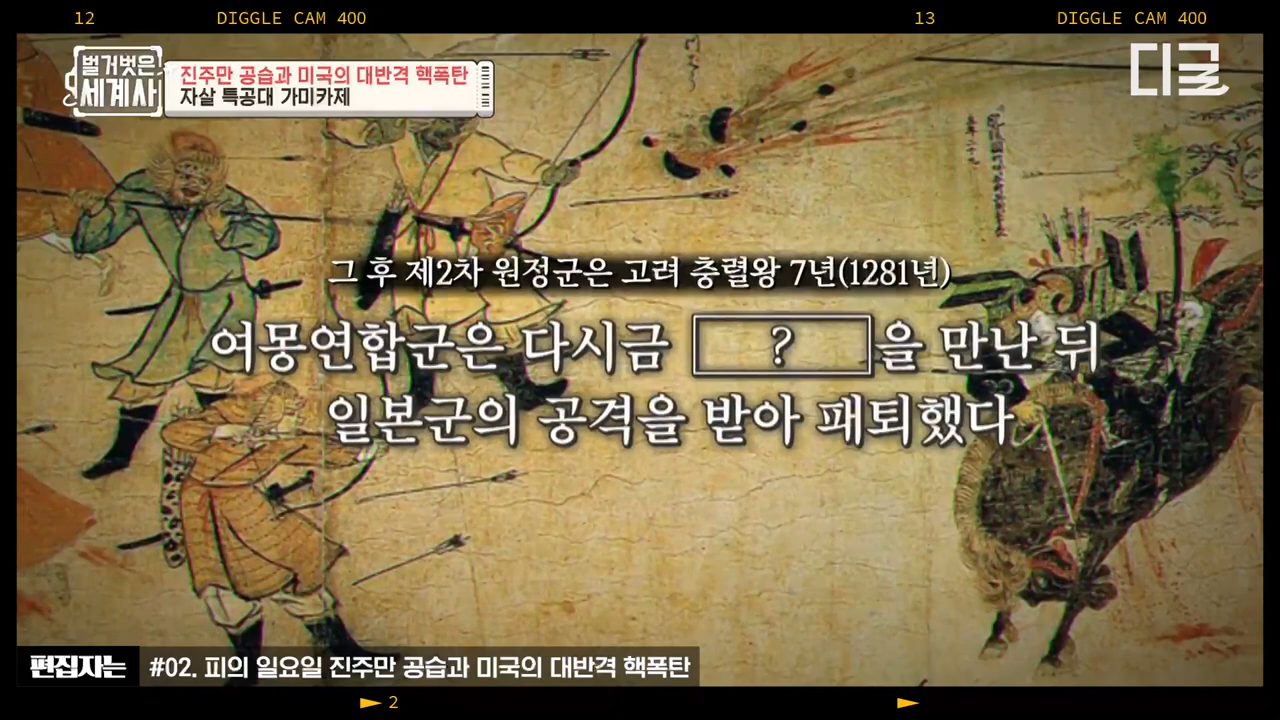 12 DIGGLE CAM 400 13 DIGGLE CAM 400
벌거벗은
세계사
진주만 공습과 미국의 대반격 핵폭탄
자살 특공대 가미카제
디글
그 후 제2차 원정군은 고려 충렬왕 7년(1281년)
여몽연합군은 다시금 ? 을 만난 뒤
일본군의 공격을 받아 패퇴했다
편집자는 #02. 피의 일요일 진주만 공습과 미국의 대반격 핵폭탄
2